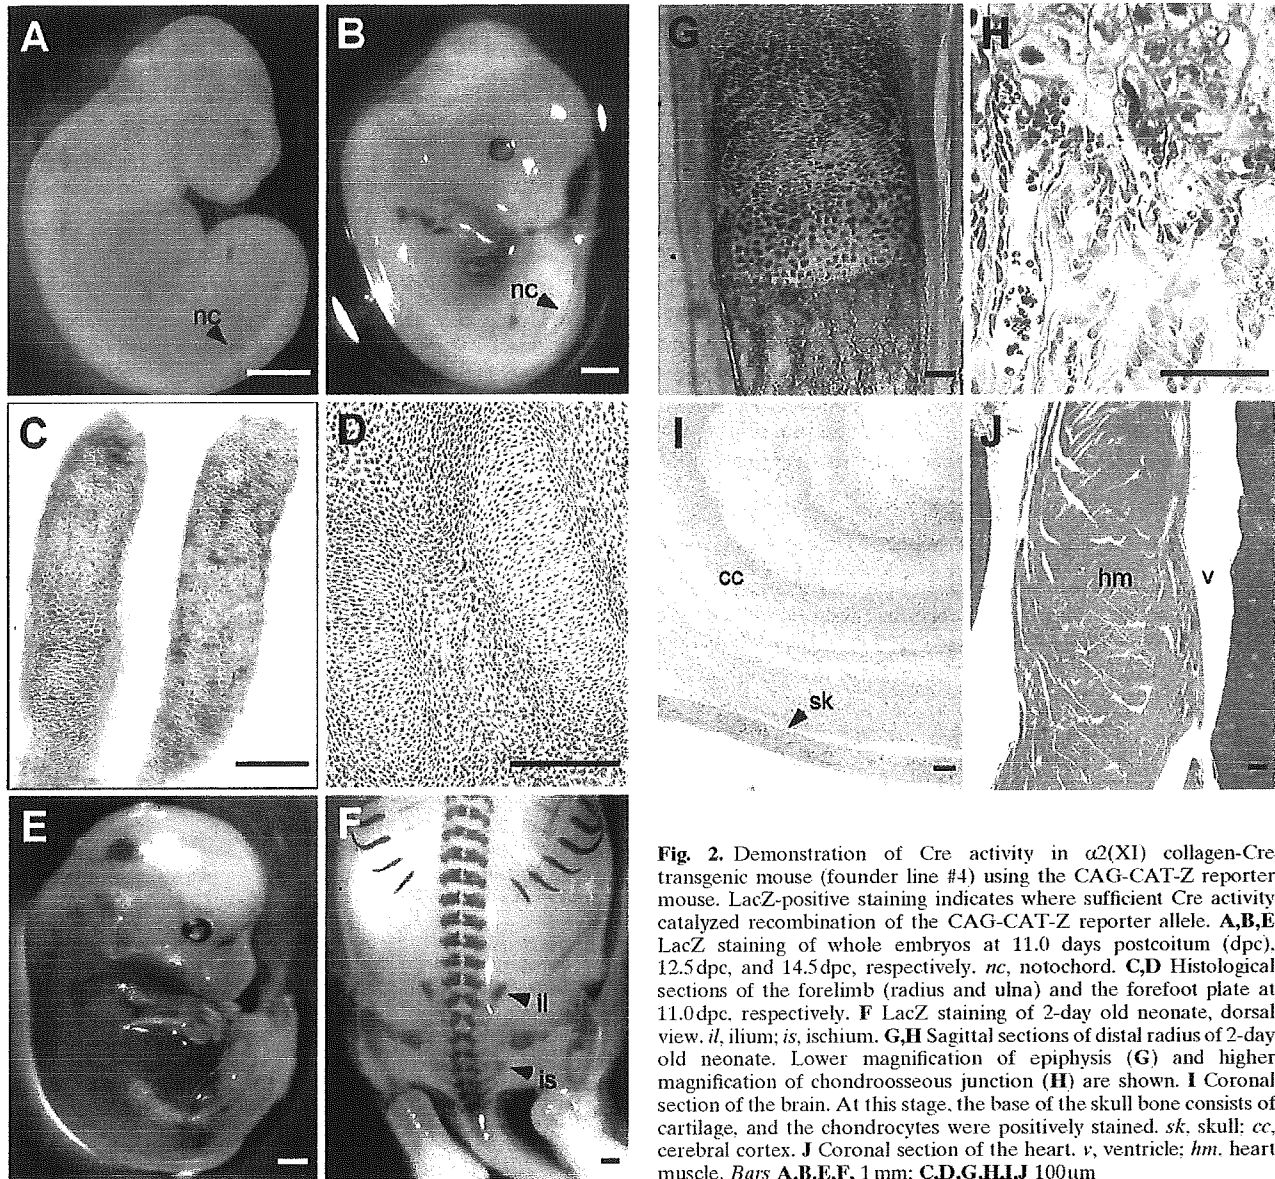 A
B
nc
nc
C
D
E
F
il
is
G
H
I
cc
sk
J
hm
v
Fig. 2. Demonstration of Cre activity in α2(XI) collagen-Cre
transgenic mouse (founder line #4) using the CAG-CAT-Z reporter
mouse. LacZ-positive staining indicates where sufficient Cre activity
catalyzed recombination of the CAG-CAT-Z reporter allele. A,B,E
LacZ staining of whole embryos at 11.0 days postcoitum (dpc),
12.5 dpc, and 14.5 dpc, respectively. nc, notochord. C,D Histological
sections of the forelimb (radius and ulna) and the forefoot plate at
11.0 dpc, respectively. F LacZ staining of 2-day old neonate, dorsal
view. il, ilium; is, ischium. G,H Sagittal sections of distal radius of 2-day
old neonate. Lower magnification of epiphysis (G) and higher
magnification of chondroosseous junction (H) are shown. I Coronal
section of the brain. At this stage, the base of the skull bone consists of
cartilage, and the chondrocytes were positively stained. sk, skull; cc,
cerebral cortex. J Coronal section of the heart. v, ventricle; hm, heart
muscle. Bars A,B,E,F, 1 mm; C,D,G,H,I,J 100 µm